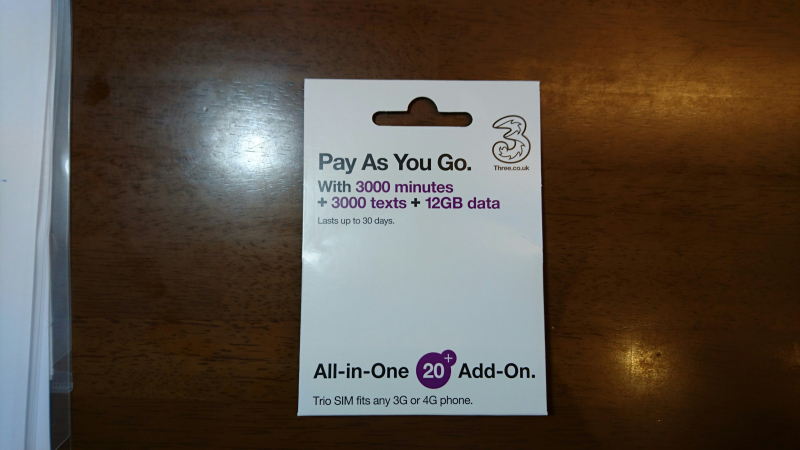 3
Three.co.uk
Pay As You Go.
With 3000 minutes
+ 3000 texts + 12GB data
Lasts up to 30 days.
All-in-One 20+ Add-On.
Trio SIM fits any 3G or 4G phone.